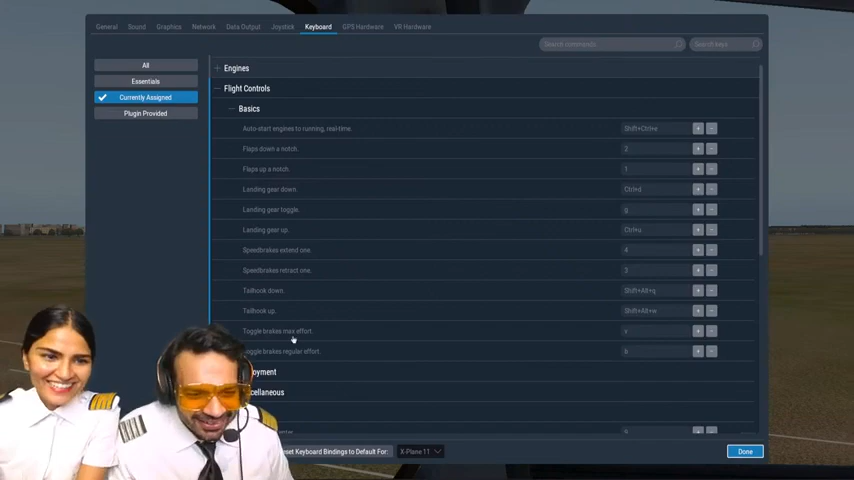 General Sound Graphics Network Data Output Joystick Keyboard GPS Hardware VR Hardware
Search commands. Search keys.
All
Essentials
Currently Assigned
Plugin Provided
Engines
Flight Controls
Basics
Auto-start engines to running, real-time. Shift+Ctrl+e + −
Flaps down a notch. 2 + −
Flaps up a notch. 1 + −
Landing gear down. Ctrl+d + −
Landing gear toggle. g + −
Landing gear up. Ctrl+u + −
Speedbrakes extend one. 4 + −
Speedbrakes retract one. 3 + −
Tailhook down. Shift+Alt+q + −
Tailhook up. Shift+Alt+w + −
Toggle brakes max effort. v + −
oggle brakes regular effort. b + −
oyment
cellaneous
eset Keyboard Bindings to Default For: X-Plane 11 Done